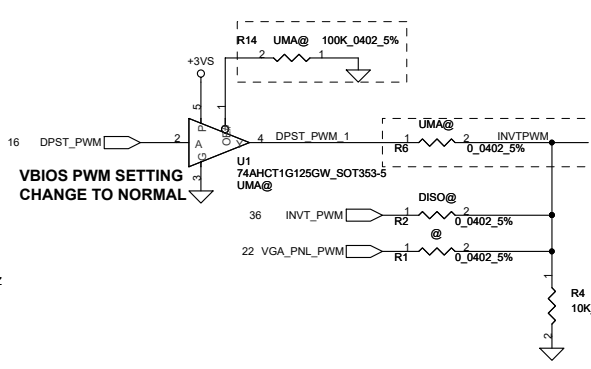 R14 UMA@ 100K_0402_5%
2 1
+3VS
5 1
P OE#
16 DPST_PWM 2 A Y 4 DPST_PWM_1
G
3
U1
74AHCT1G125GW_SOT353-5
UMA@
VBIOS PWM SETTING
CHANGE TO NORMAL
UMA@
1 2 INVTPWM
R6 0_0402_5%
36 INVT_PWM 1 DISO@ 2
R2 0_0402_5%
@
22 VGA_PNL_PWM 1 2
R1 0_0402_5%
1
R4
10K
2